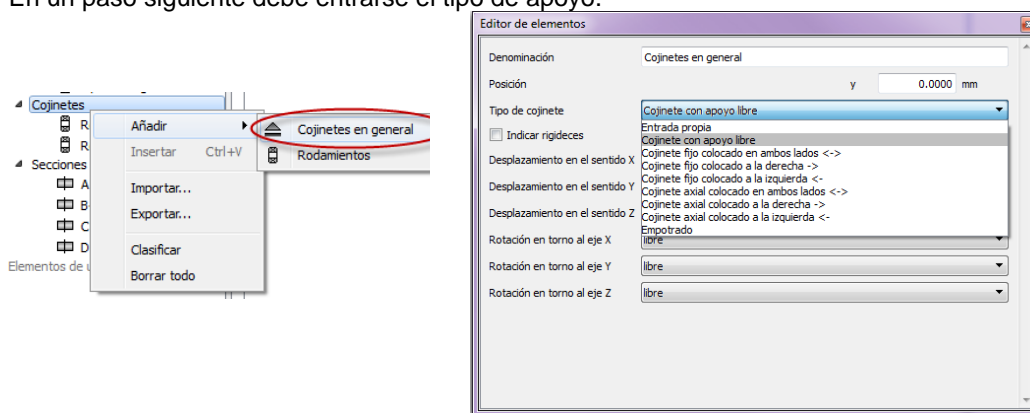 En un paso siguiente debe entrarse el tipo de apoyo.
Cojinetes
R
R
Secciones
A
B
C
D
Elementos de
Añadir
Insertar Ctrl+V
Importar...
Exportar...
Clasificar
Borrar todo
Cojinetes en general
Rodamientos
Editor de elementos
Denominación Cojinetes en general
Posición y 0.0000 mm
Tipo de cojinete Cojinete con apoyo libre
Entrada propia
Indicar rigideces Cojinete con apoyo libre
Cojinete fijo colocado en ambos lados <->
Desplazamiento en el sentido X Cojinete fijo colocado a la derecha ->
Cojinete fijo colocado a la izquierda <-
Desplazamiento en el sentido Y Cojinete axial colocado en ambos lados <->
Cojinete axial colocado a la derecha ->
Desplazamiento en el sentido Z Cojinete axial colocado a la izquierda <-
Empotrado
Rotación en torno al eje X libre
Rotación en torno al eje Y libre
Rotación en torno al eje Z libre